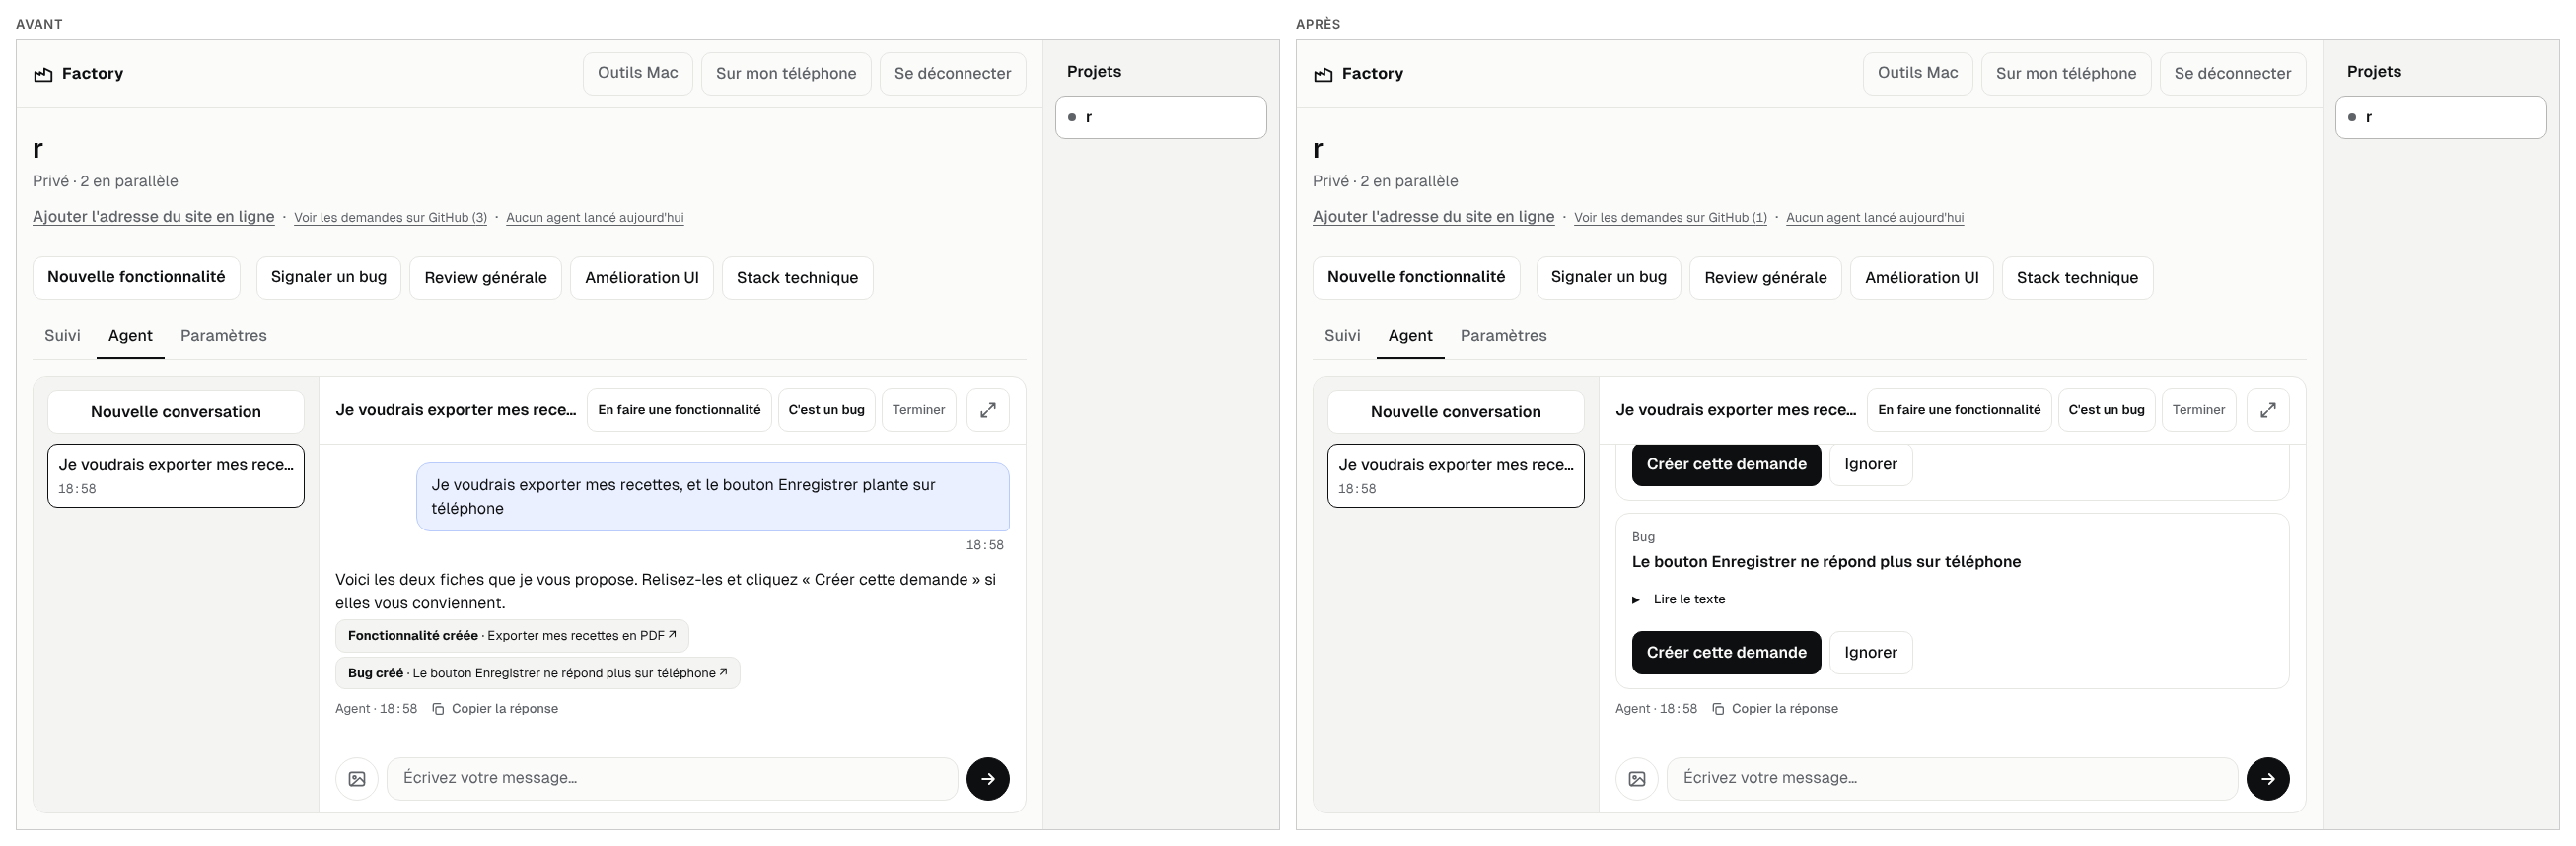 AVANT
Factory
Outils Mac
Sur mon téléphone
Se déconnecter
Projets
r
r
Privé · 2 en parallèle
Ajouter l'adresse du site en ligne · Voir les demandes sur GitHub (3) · Aucun agent lancé aujourd'hui
Nouvelle fonctionnalité
Signaler un bug
Review générale
Amélioration UI
Stack technique
Suivi
Agent
Paramètres
Nouvelle conversation
Je voudrais exporter mes rece...
18:58
Je voudrais exporter mes rece...
En faire une fonctionnalité
C'est un bug
Terminer
Je voudrais exporter mes recettes, et le bouton Enregistrer plante sur
téléphone
18:58
Voici les deux fiches que je vous propose. Relisez-les et cliquez « Créer cette demande » si
elles vous conviennent.
Fonctionnalité créée · Exporter mes recettes en PDF ↗
Bug créé · Le bouton Enregistrer ne répond plus sur téléphone ↗
Agent · 18:58
Copier la réponse
Écrivez votre message...
APRÈS
Factory
Outils Mac
Sur mon téléphone
Se déconnecter
Projets
r
r
Privé · 2 en parallèle
Ajouter l'adresse du site en ligne · Voir les demandes sur GitHub (1) · Aucun agent lancé aujourd'hui
Nouvelle fonctionnalité
Signaler un bug
Review générale
Amélioration UI
Stack technique
Suivi
Agent
Paramètres
Nouvelle conversation
Je voudrais exporter mes rece...
18:58
Je voudrais exporter mes rece...
En faire une fonctionnalité
C'est un bug
Terminer
Créer cette demande
Ignorer
Bug
Le bouton Enregistrer ne répond plus sur téléphone
▸ Lire le texte
Créer cette demande
Ignorer
Agent · 18:58
Copier la réponse
Écrivez votre message...